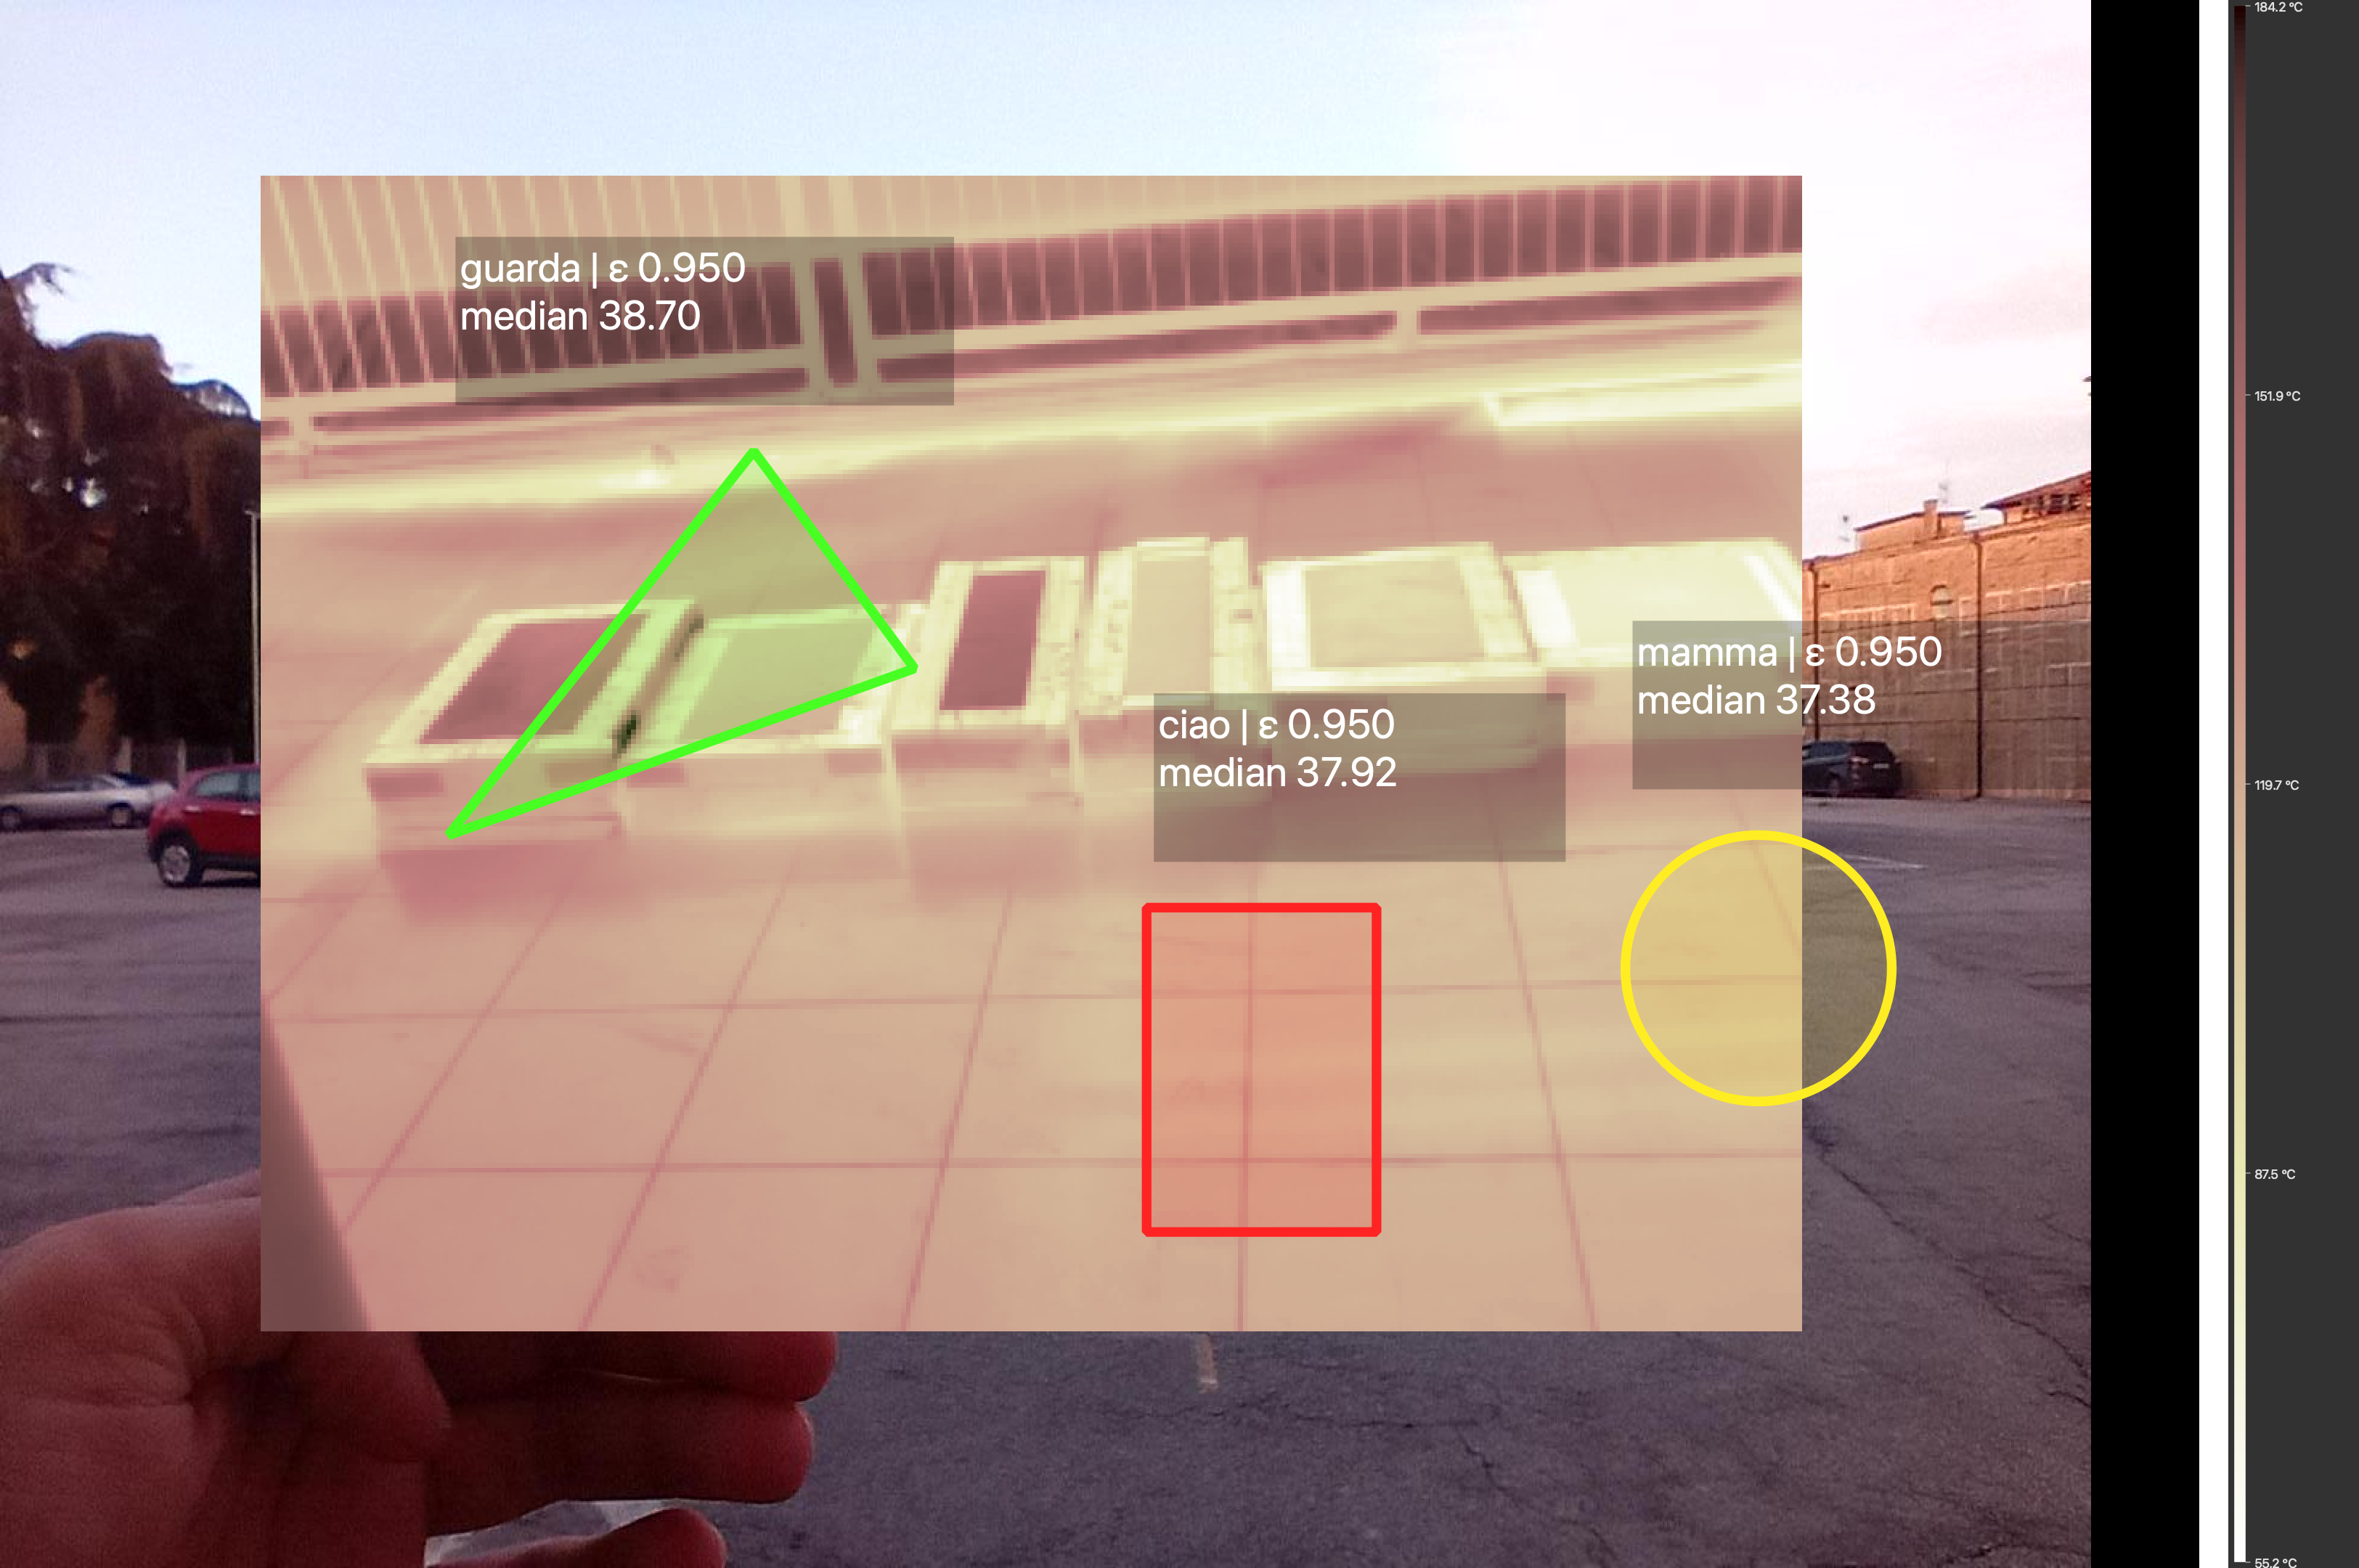 184.2 °C
guarda | ε 0.950
median 38.70
151.9 °C
mamma | ε 0.950
median 37.38
ciao | ε 0.950
median 37.92
119.7 °C
87.5 °C
55.2 °C